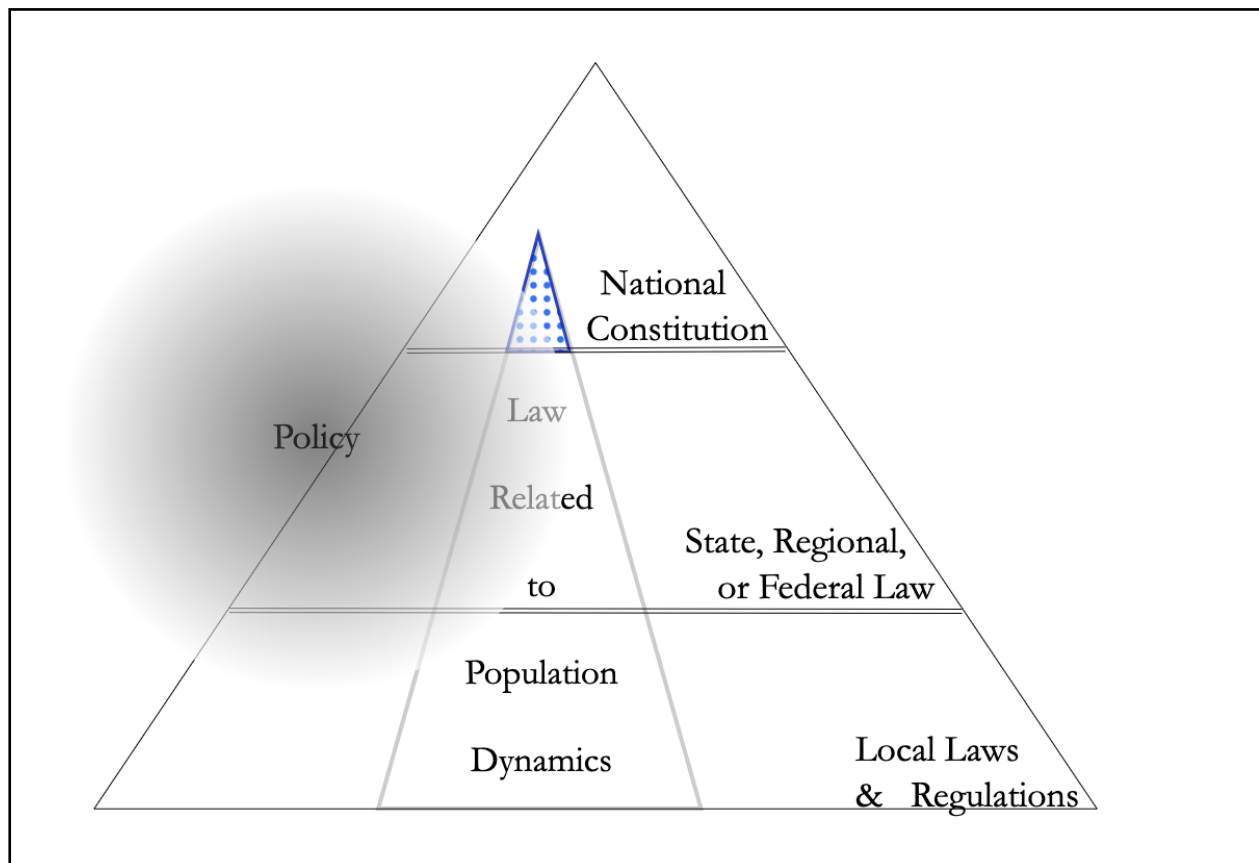 National
Constitution
Policy
Law
Related
to
State, Regional,
or Federal Law
Population
Dynamics
Local Laws
& Regulations